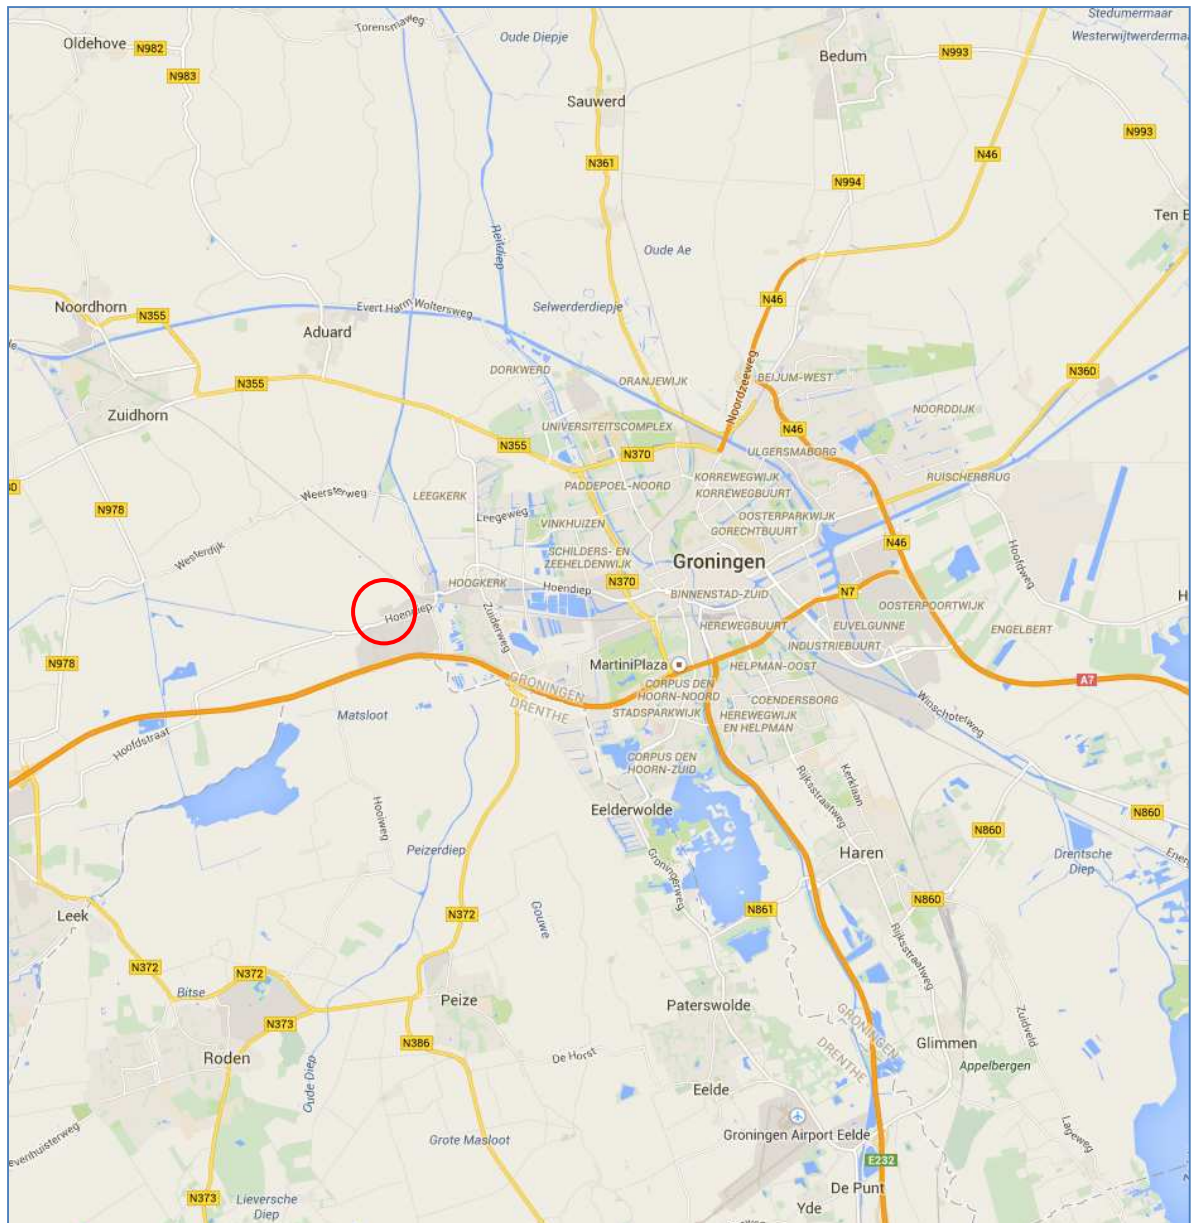 Stedumermaar
Torensmaweg
Oldehove
N982
Oude Diepje
Westerwijtwerderma
Bedum
N993
N983
Sauwerd
N993
N361
N46
N994
Ten E
Reitdiep
Oude Ae
Noordhorn
N355
Evert Harm Woltersweg
Selwerderdiepje
N46
Aduard
DORKWERD
ORANJEWIJK
Noordzeeweg
BEIJUM-WEST
N360
N355
Zuidhorn
NOORDDIJK
UNIVERSITEITSCOMPLEX
N46
N355
N370
ULGERSMABORG
KORREWEGWIJK
KORREWEGBUURT
RUISCHERBRUG
PADDEPOEL-NOORD
Weersterweg
LEEGKERK
N978
Leegeweg
VINKHUIZEN
OOSTERPARKWIJK
GORECHTBUURT
Westerdijk
SCHILDERS- EN
ZEEHELDENWIJK
N46
Hoofdweg
Groningen
HOOGKERK
Hoendiep
N370
BINNENSTAD-ZUID
N7
H
Hoendiep
Zuiderweg
OOSTERPOORTWIJK
HEREWEGBUURT
EUVELGUNNE
ENGELBERT
INDUSTRIEBUURT
N978
MartiniPlaza
HELPMAN-OOST
GRONINGEN
DRENTHE
CORPUS DEN
HOORN-NOORD
A7
STADSPARKWIJK
COENDERSBORG
HEREWEGWIJK
EN HELPMAN
Winschoterweg
Matsloot
Hoofdstraat
CORPUS DEN
HOORN-ZUID
Kerklaan
Rijksstraatweg
Hooiweg
Eelderwolde
N860
N860
Peizerdiep
Groningerweg
Haren
Drentsche
Diep
Ener
Leek
N372
Gouwe
N861
N860
Rijksstraatweg
N372
N372
Bitse
Peize
Paterswolde
N373
GRONINGEN
DRENTHE
Zuidveld
N386
De Horst
Glimmen
Roden
Appelbergen
Oude Diep
Eelde
Grote Masloot
Groningen Airport Eelde
Lageweg
evenhuisterweg
E232
N373
Lieversche
Diep
De Punt
Yde